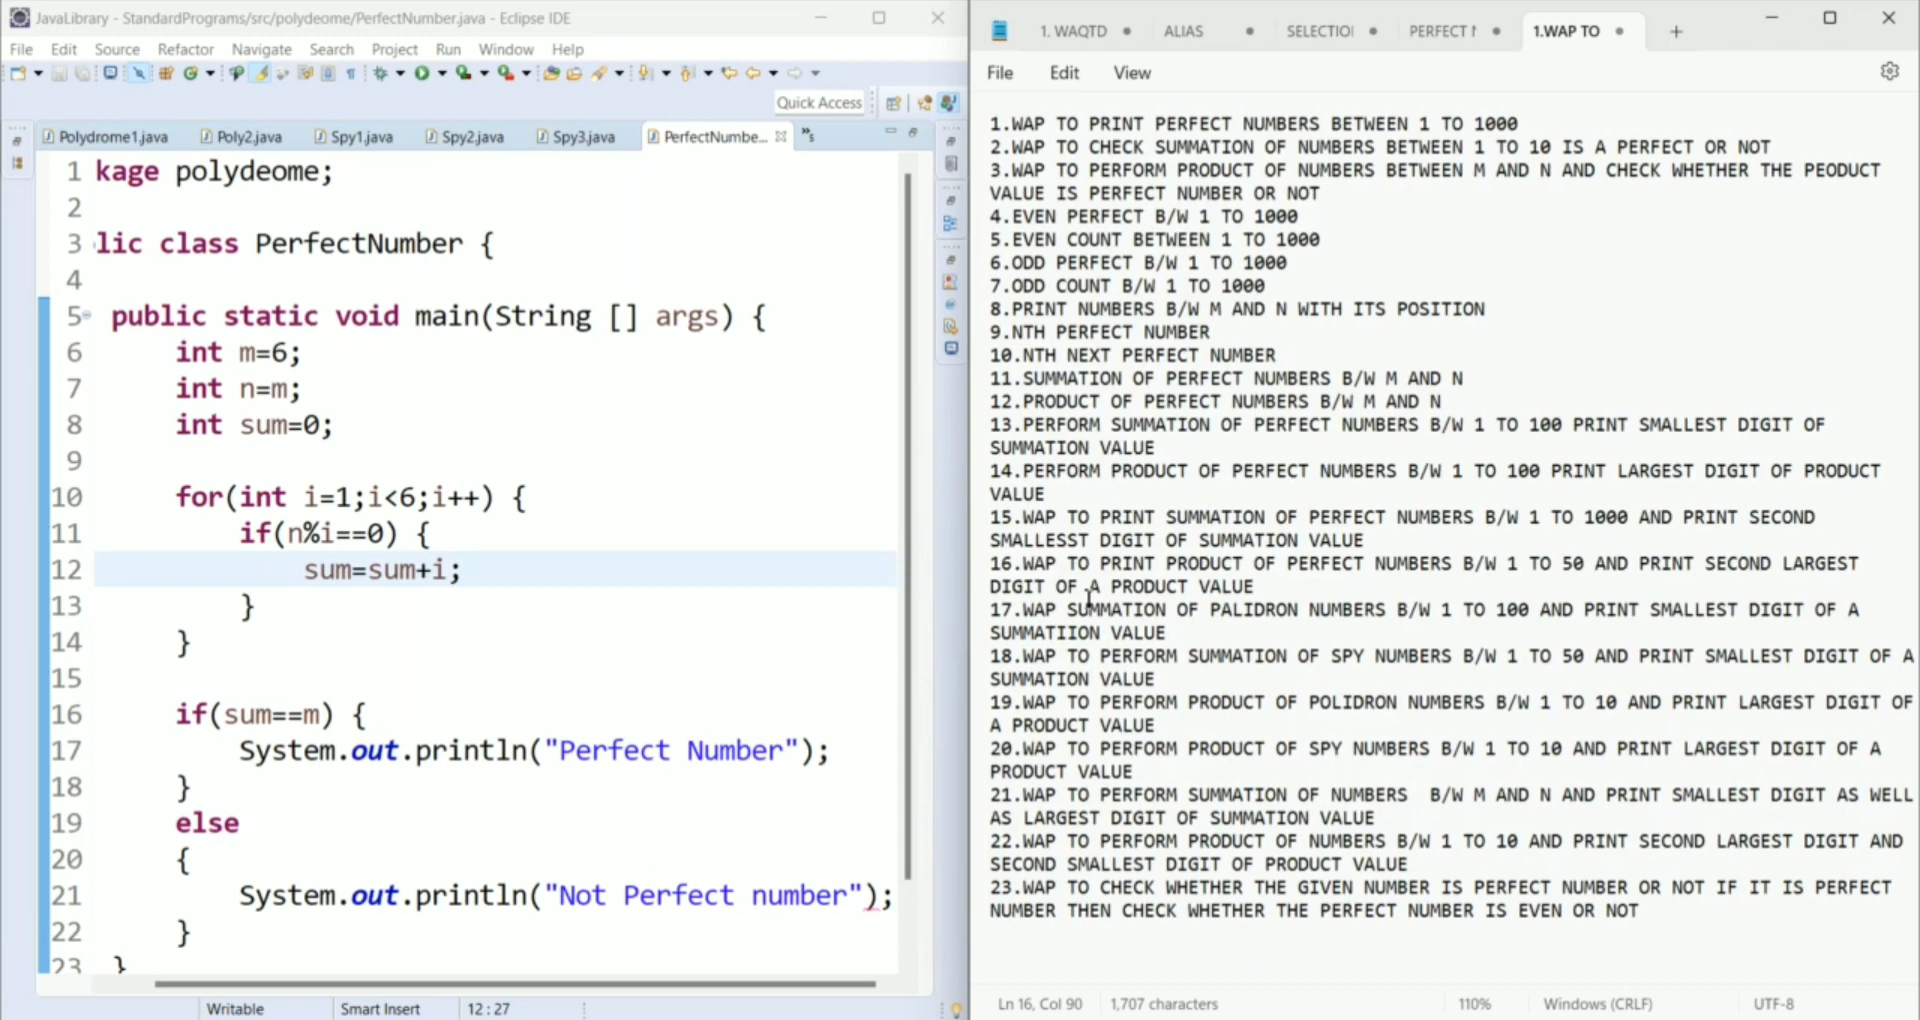 JavaLibrary - StandardPrograms/src/polydeome/PerfectNumber.java - Eclipse IDE
File Edit Source Refactor Navigate Search Project Run Window Help
Quick Access
Polydrome1.java Poly2.java Spy1.java Spy2.java Spy3.java PerfectNumbe... »s
1 kage polydeome;
2
3 lic class PerfectNumber {
4
5 public static void main(String [] args) {
6 int m=6;
7 int n=m;
8 int sum=0;
9
10 for(int i=1;i<6;i++) {
11 if(n%i==0) {
12 sum=sum+i;
13 }
14 }
15
16 if(sum==m) {
17 System.out.println("Perfect Number");
18 }
19 else
20 {
21 System.out.println("Not Perfect number");
22 }
23 }
Writable Smart Insert 12:27
1. WAQTD ALIAS SELECTIO PERFECT 1.WAP TO
File Edit View
1.WAP TO PRINT PERFECT NUMBERS BETWEEN 1 TO 1000
2.WAP TO CHECK SUMMATION OF NUMBERS BETWEEN 1 TO 10 IS A PERFECT OR NOT
3.WAP TO PERFORM PRODUCT OF NUMBERS BETWEEN M AND N AND CHECK WHETHER THE PEODUCT
VALUE IS PERFECT NUMBER OR NOT
4.EVEN PERFECT B/W 1 TO 1000
5.EVEN COUNT BETWEEN 1 TO 1000
6.ODD PERFECT B/W 1 TO 1000
7.ODD COUNT B/W 1 TO 1000
8.PRINT NUMBERS B/W M AND N WITH ITS POSITION
9.NTH PERFECT NUMBER
10.NTH NEXT PERFECT NUMBER
11.SUMMATION OF PERFECT NUMBERS B/W M AND N
12.PRODUCT OF PERFECT NUMBERS B/W M AND N
13.PERFORM SUMMATION OF PERFECT NUMBERS B/W 1 TO 100 PRINT SMALLEST DIGIT OF
SUMMATION VALUE
14.PERFORM PRODUCT OF PERFECT NUMBERS B/W 1 TO 100 PRINT LARGEST DIGIT OF PRODUCT
VALUE
15.WAP TO PRINT SUMMATION OF PERFECT NUMBERS B/W 1 TO 1000 AND PRINT SECOND
SMALLESST DIGIT OF SUMMATION VALUE
16.WAP TO PRINT PRODUCT OF PERFECT NUMBERS B/W 1 TO 50 AND PRINT SECOND LARGEST
DIGIT OF A PRODUCT VALUE
17.WAP SUMMATION OF PALIDRON NUMBERS B/W 1 TO 100 AND PRINT SMALLEST DIGIT OF A
SUMMATIION VALUE
18.WAP TO PERFORM SUMMATION OF SPY NUMBERS B/W 1 TO 50 AND PRINT SMALLEST DIGIT OF A
SUMMATION VALUE
19.WAP TO PERFORM PRODUCT OF POLIDRON NUMBERS B/W 1 TO 10 AND PRINT LARGEST DIGIT OF
A PRODUCT VALUE
20.WAP TO PERFORM PRODUCT OF SPY NUMBERS B/W 1 TO 10 AND PRINT LARGEST DIGIT OF A
PRODUCT VALUE
21.WAP TO PERFORM SUMMATION OF NUMBERS  B/W M AND N AND PRINT SMALLEST DIGIT AS WELL
AS LARGEST DIGIT OF SUMMATION VALUE
22.WAP TO PERFORM PRODUCT OF NUMBERS B/W 1 TO 10 AND PRINT SECOND LARGEST DIGIT AND
SECOND SMALLEST DIGIT OF PRODUCT VALUE
23.WAP TO CHECK WHETHER THE GIVEN NUMBER IS PERFECT NUMBER OR NOT IF IT IS PERFECT
NUMBER THEN CHECK WHETHER THE PERFECT NUMBER IS EVEN OR NOT
Ln 16, Col 90 1,707 characters 110% Windows (CRLF) UTF-8